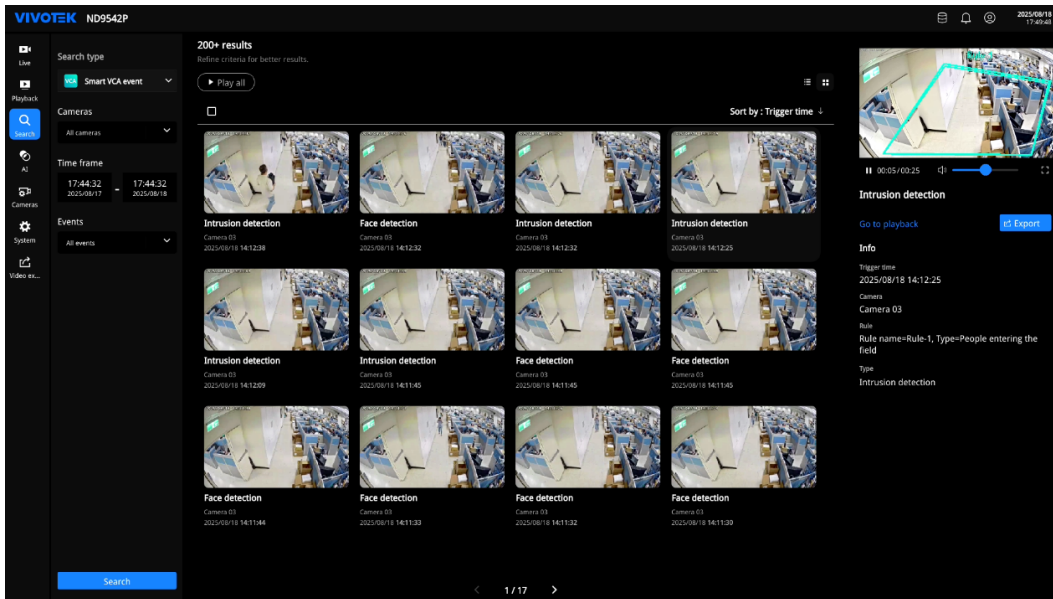 VIVOTEK ND9542P
2025/08/18
17:49:48
Live
Playback
Search
AI
Cameras
System
Video ex...
Search type
VCA Smart VCA event
Cameras
All cameras
Time frame
17:44:32 – 17:44:32
2025/08/17 2025/08/18
Events
All events
Search
200+ results
Refine criteria for better results.
Play all
Sort by : Trigger time ↓
Intrusion detection
Camera 03
2025/08/18 14:12:38
Face detection
Camera 03
2025/08/18 14:12:32
Intrusion detection
Camera 03
2025/08/18 14:12:32
Intrusion detection
Camera 03
2025/08/18 14:12:25
Intrusion detection
Camera 03
2025/08/18 14:12:09
Intrusion detection
Camera 03
2025/08/18 14:11:45
Face detection
Camera 03
2025/08/18 14:11:45
Face detection
Camera 03
2025/08/18 14:11:45
Face detection
Camera 03
2025/08/18 14:11:44
Face detection
Camera 03
2025/08/18 14:11:33
Face detection
Camera 03
2025/08/18 14:11:32
Face detection
Camera 03
2025/08/18 14:11:30
1 / 17
00:05/00:25
Intrusion detection
Go to playback
Export
Info
Trigger time
2025/08/18 14:12:25
Camera
Camera 03
Rule
Rule name=Rule-1, Type=People entering the
field
Type
Intrusion detection